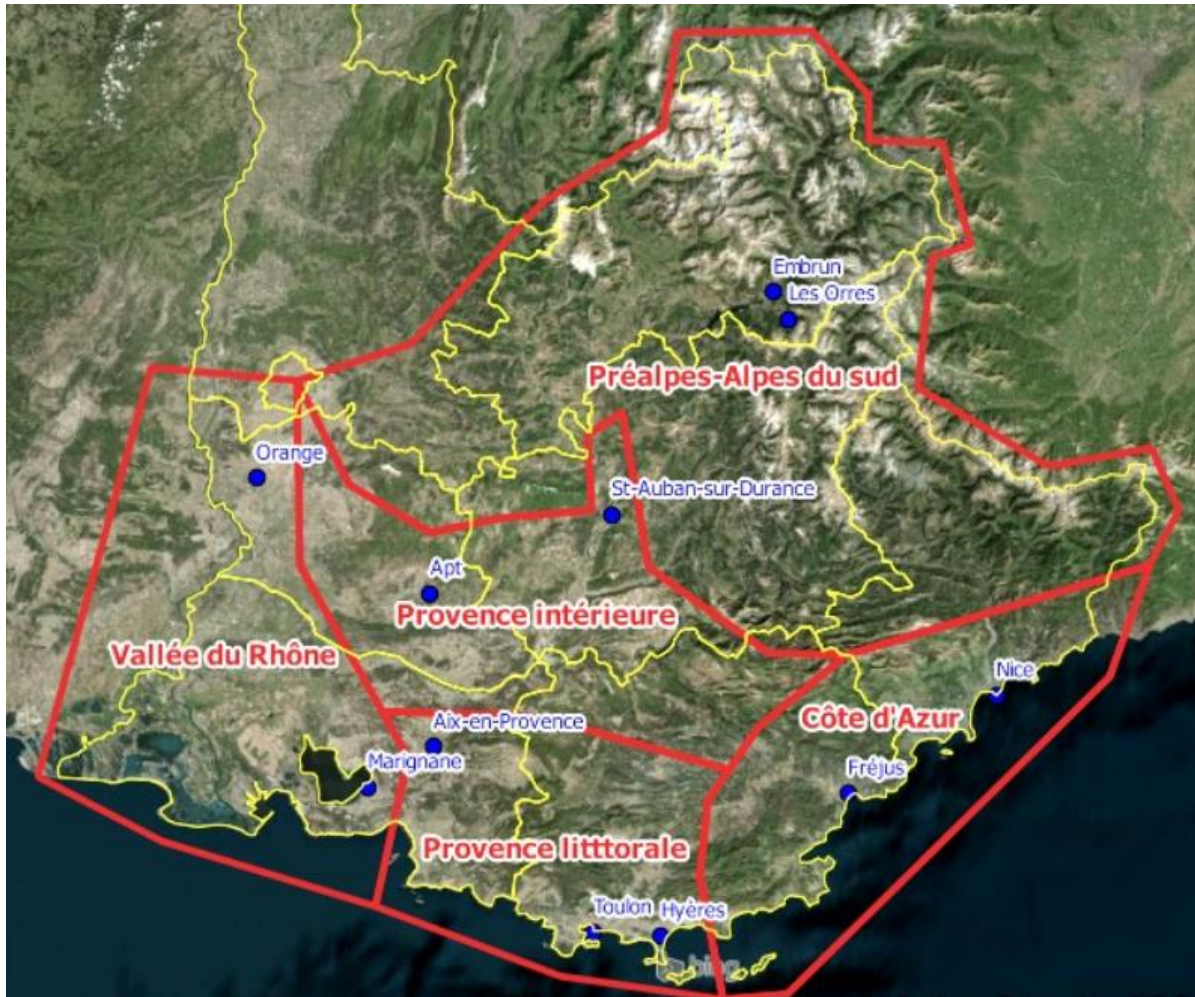 Embrun
Les Orres
Préalpes-Alpes du sud
Orange
St-Auban-sur-Durance
Apt
Provence intérieure
Vallée du Rhône
Nice
Côte d'Azur
Aix-en-Provence
Marignane
Fréjus
Provence litttorale
Toulon
Hyères
bing